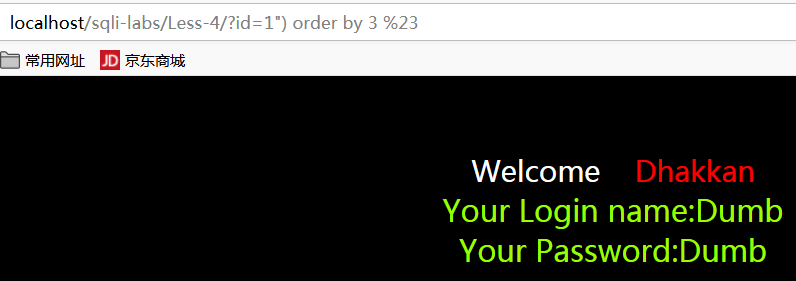 localhost/sqli-labs/Less-4/?id=1") order by 3 %23
常用网址 JD 京东商城
Welcome Dhakkan
Your Login name:Dumb
Your Password:Dumb